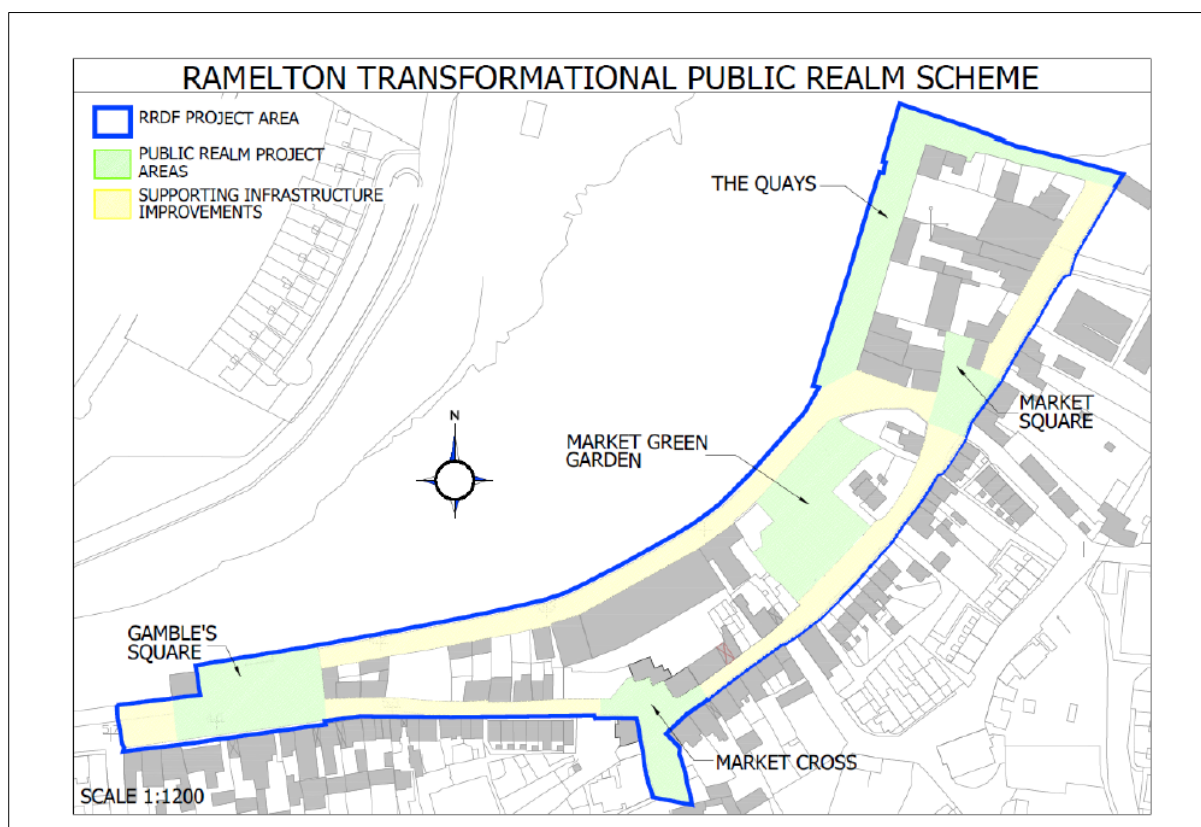 RAMELTON TRANSFORMATIONAL PUBLIC REALM SCHEME
RRDF PROJECT AREA
PUBLIC REALM PROJECT
AREAS
SUPPORTING INFRASTRUCTURE
IMPROVEMENTS
THE QUAYS
MARKET
SQUARE
N
MARKET GREEN
GARDEN
GAMBLE'S
SQUARE
MARKET CROSS
SCALE 1:1200